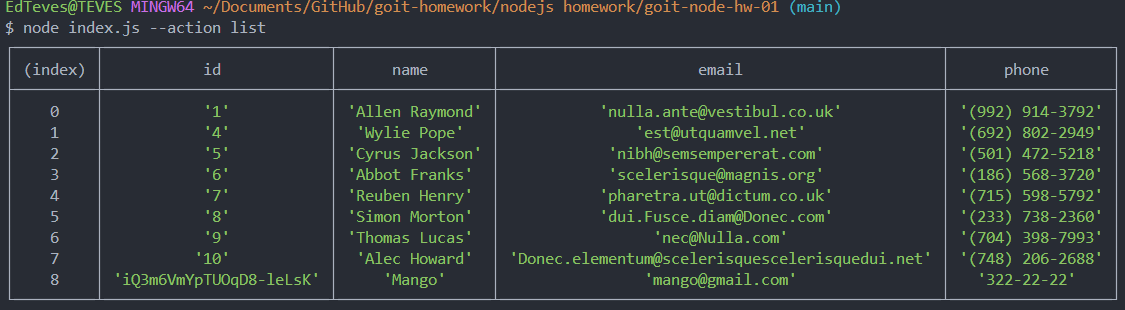 EdTeves@TEVES MINGW64 ~/Documents/GitHub/goit-homework/nodejs homework/goit-node-hw-01 (main)
$ node index.js --action list
(index) id name email phone
0 '1' 'Allen Raymond' 'nulla.ante@vestibul.co.uk' '(992) 914-3792'
1 '4' 'Wylie Pope' 'est@utquamvel.net' '(692) 802-2949'
2 '5' 'Cyrus Jackson' 'nibh@semsempererat.com' '(501) 472-5218'
3 '6' 'Abbot Franks' 'scelerisque@magnis.org' '(186) 568-3720'
4 '7' 'Reuben Henry' 'pharetra.ut@dictum.co.uk' '(715) 598-5792'
5 '8' 'Simon Morton' 'dui.Fusce.diam@Donec.com' '(233) 738-2360'
6 '9' 'Thomas Lucas' 'nec@Nulla.com' '(704) 398-7993'
7 '10' 'Alec Howard' 'Donec.elementum@scelerisquescelerisquedui.net' '(748) 206-2688'
8 'iQ3m6VmYpTUOqD8-leLsK' 'Mango' 'mango@gmail.com' '322-22-22'